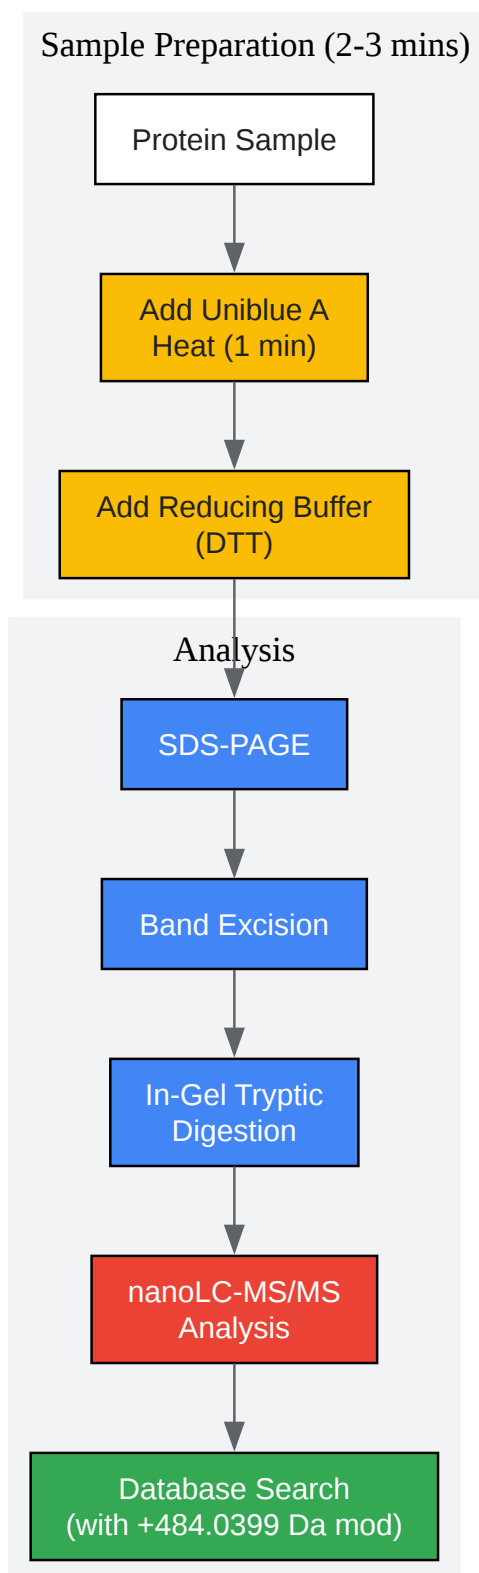 Sample Preparation (2-3 mins)
Protein Sample
Add Uniblue A
Heat (1 min)
Add Reducing Buffer
(DTT)
Analysis
SDS-PAGE
Band Excision
In-Gel Tryptic
Digestion
nanoLC-MS/MS
Analysis
Database Search
(with +484.0399 Da mod)